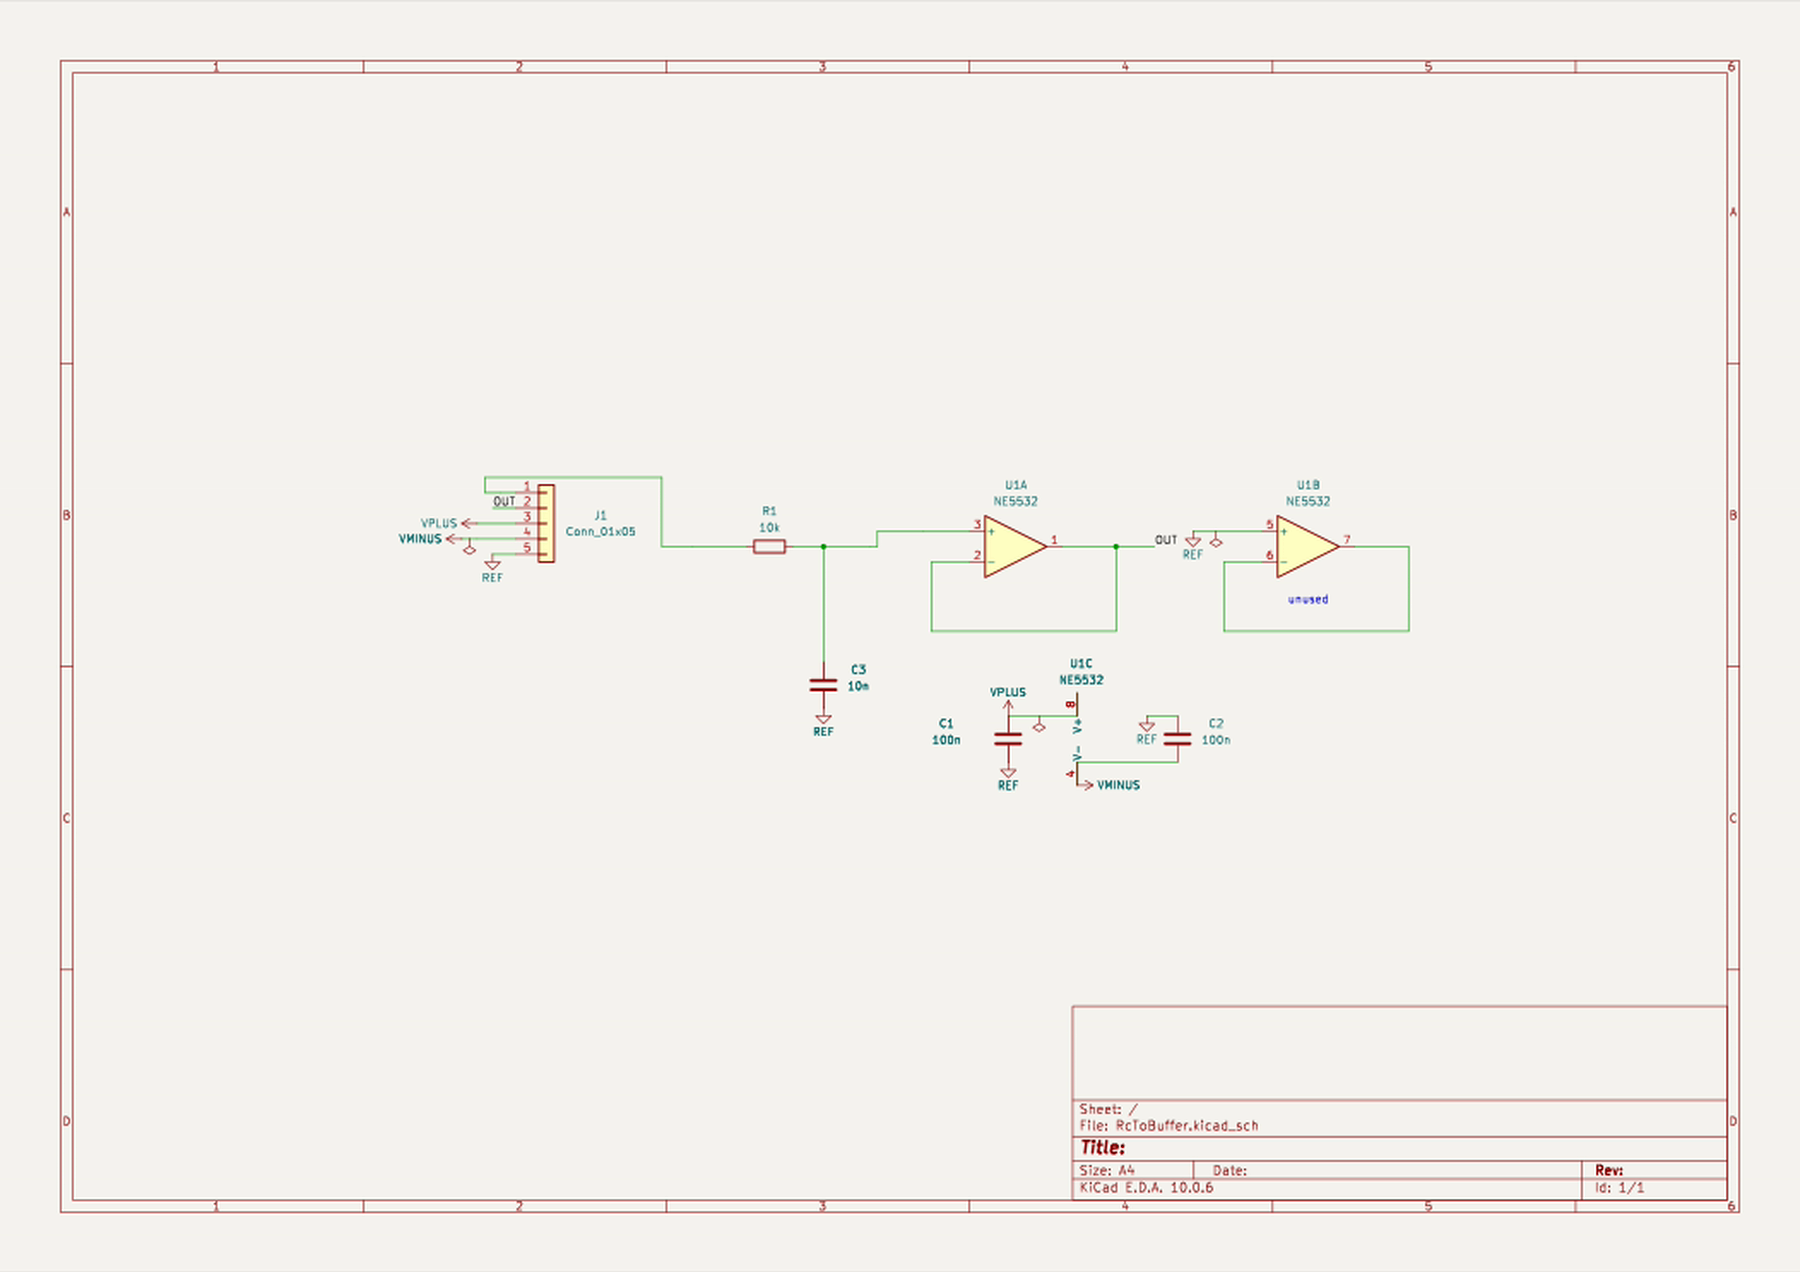 1 2 3 4 5 6
A A
U1A U1B
NE5532 NE5532
1
OUT 2
VPLUS 3
VMINUS 4
5
REF
J1
Conn_01x05
R1
10k
3 +
2 -
1
OUT
REF
5 +
6 -
7
unused
B B
C3
10n
REF
U1C
NE5532
VPLUS
C1
100n
REF
8
V+
V-
4
VMINUS
REF
C2
100n
C C
Sheet: /
File: RcToBuffer.kicad_sch
D D
Title:
Size: A4 Date: Rev:
KiCad E.D.A. 10.0.6 Id: 1/1
1 2 3 4 5 6